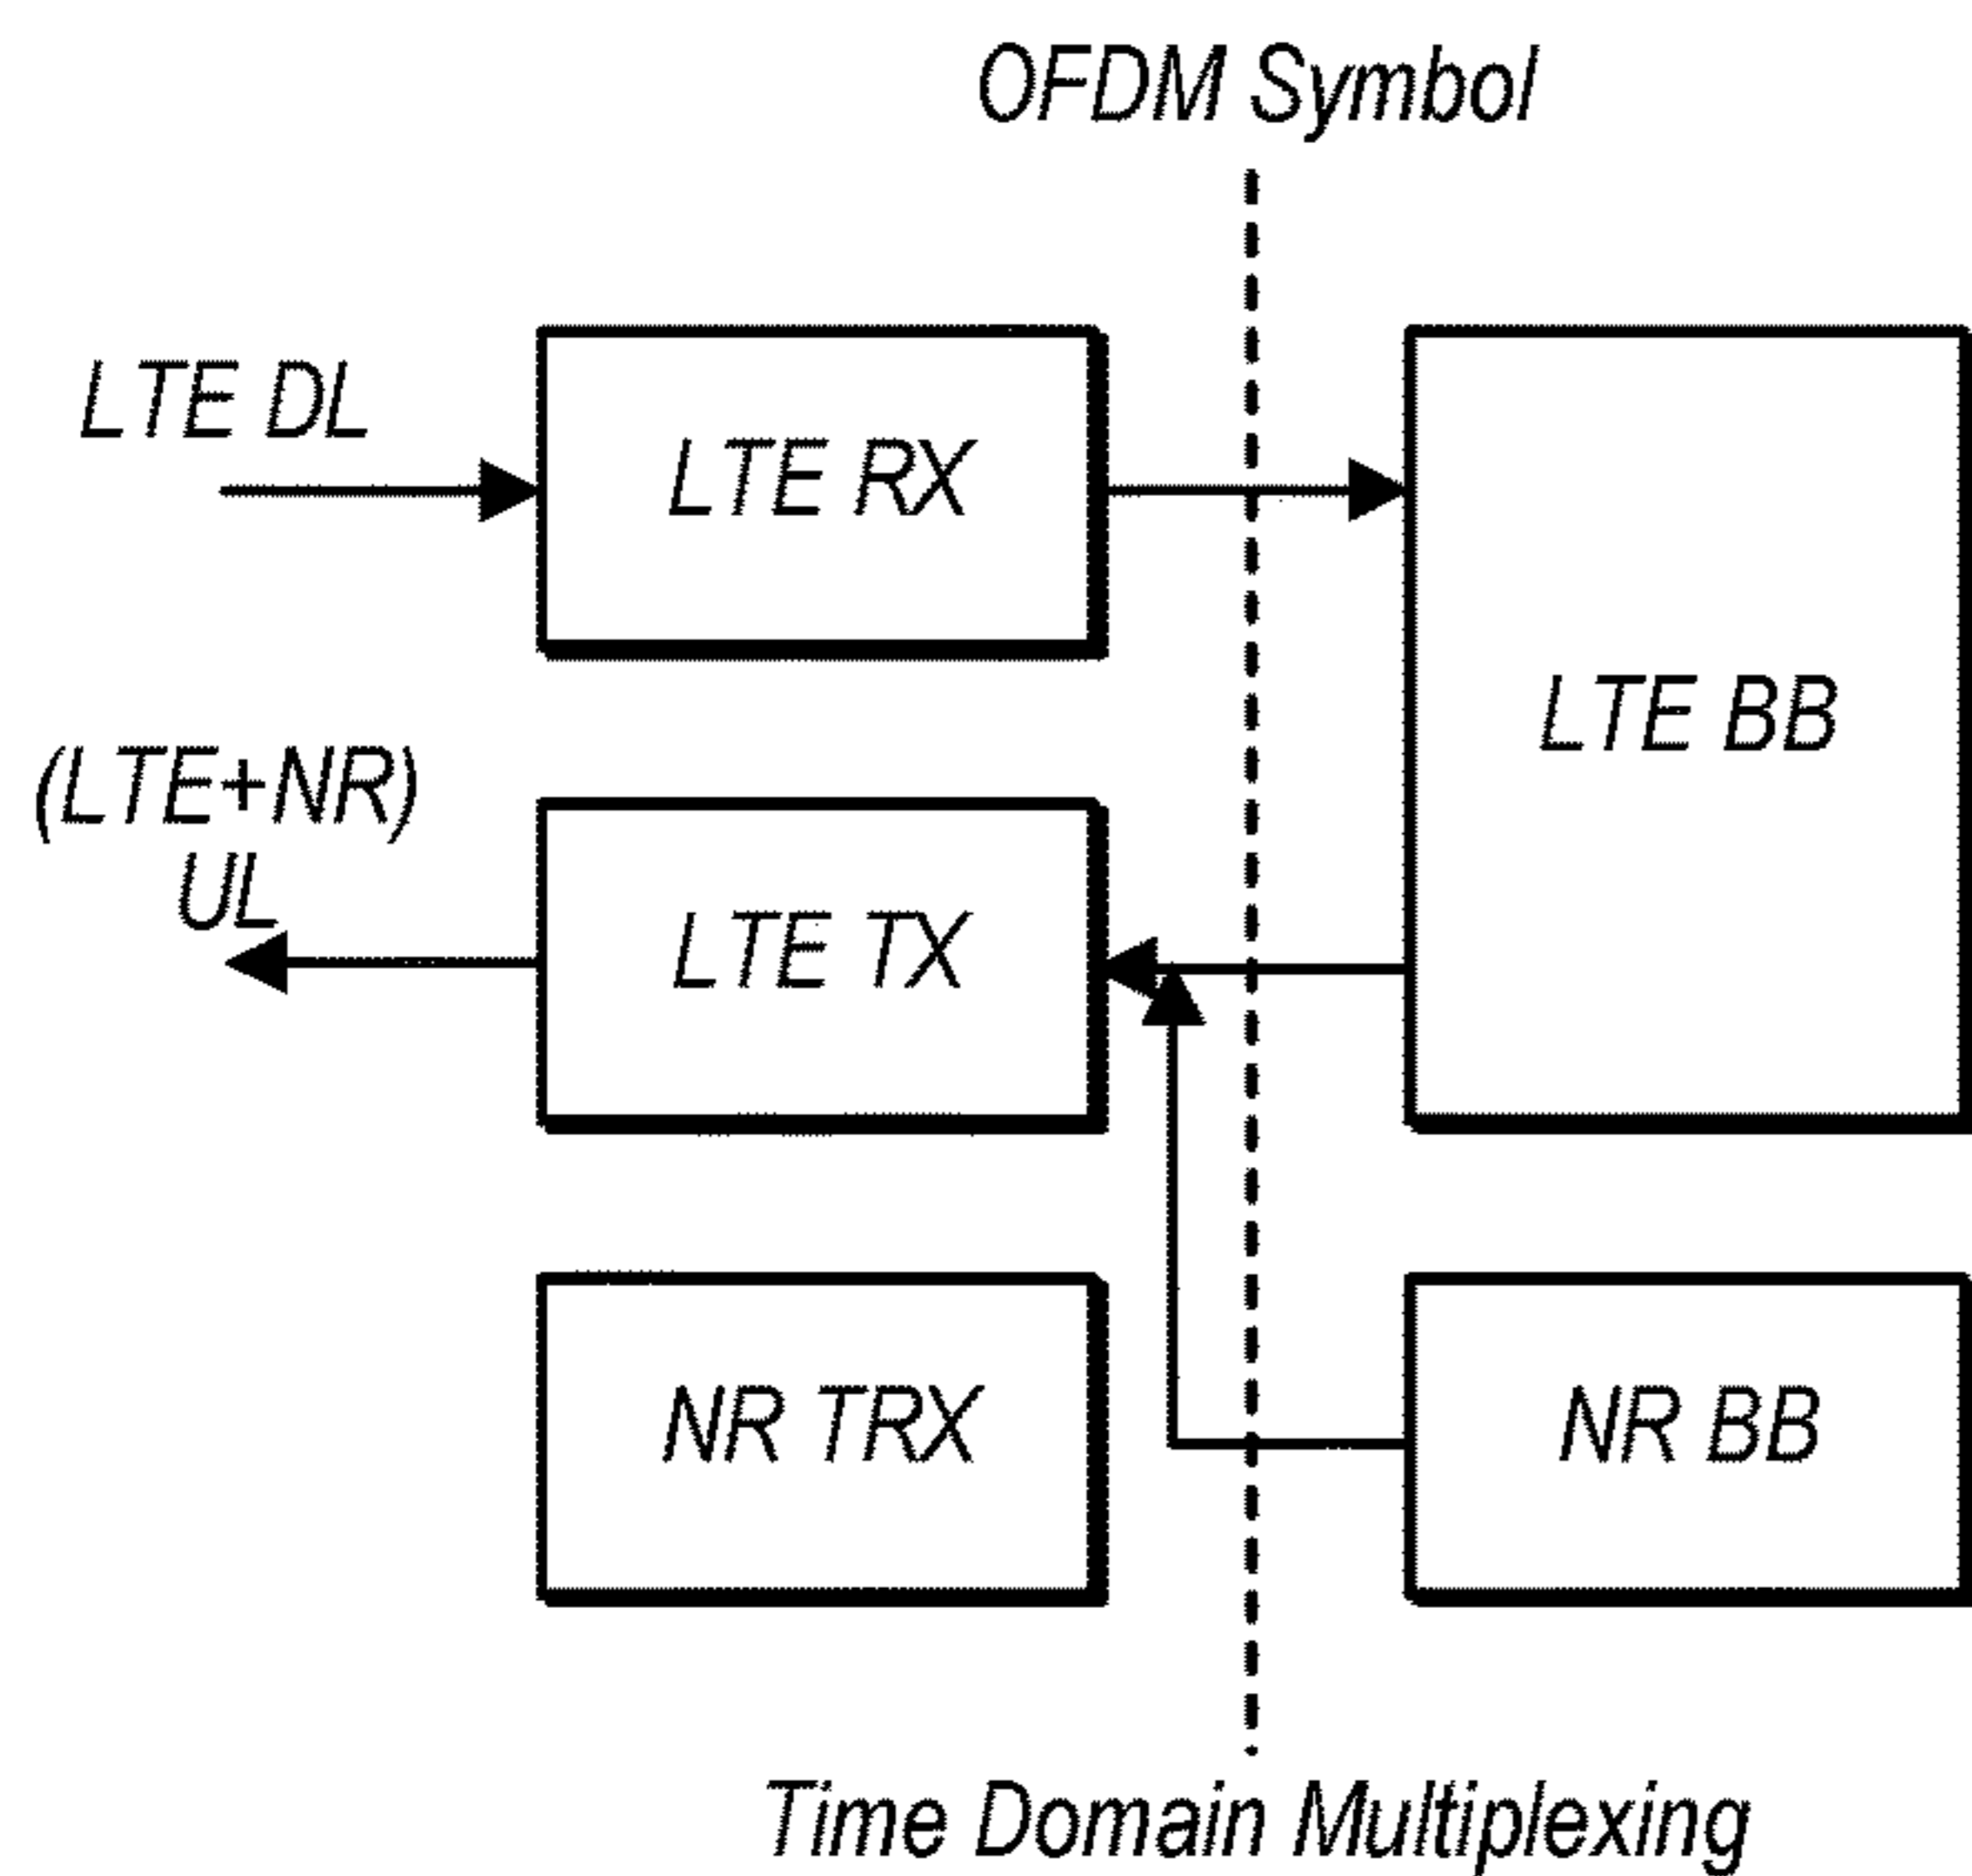 OFDM Symbol
LTE DL
LTE RX
LTE BB
(LTE+NR)
UL
LTE TX
NR TRX
NR BB
Time Domain Multiplexing